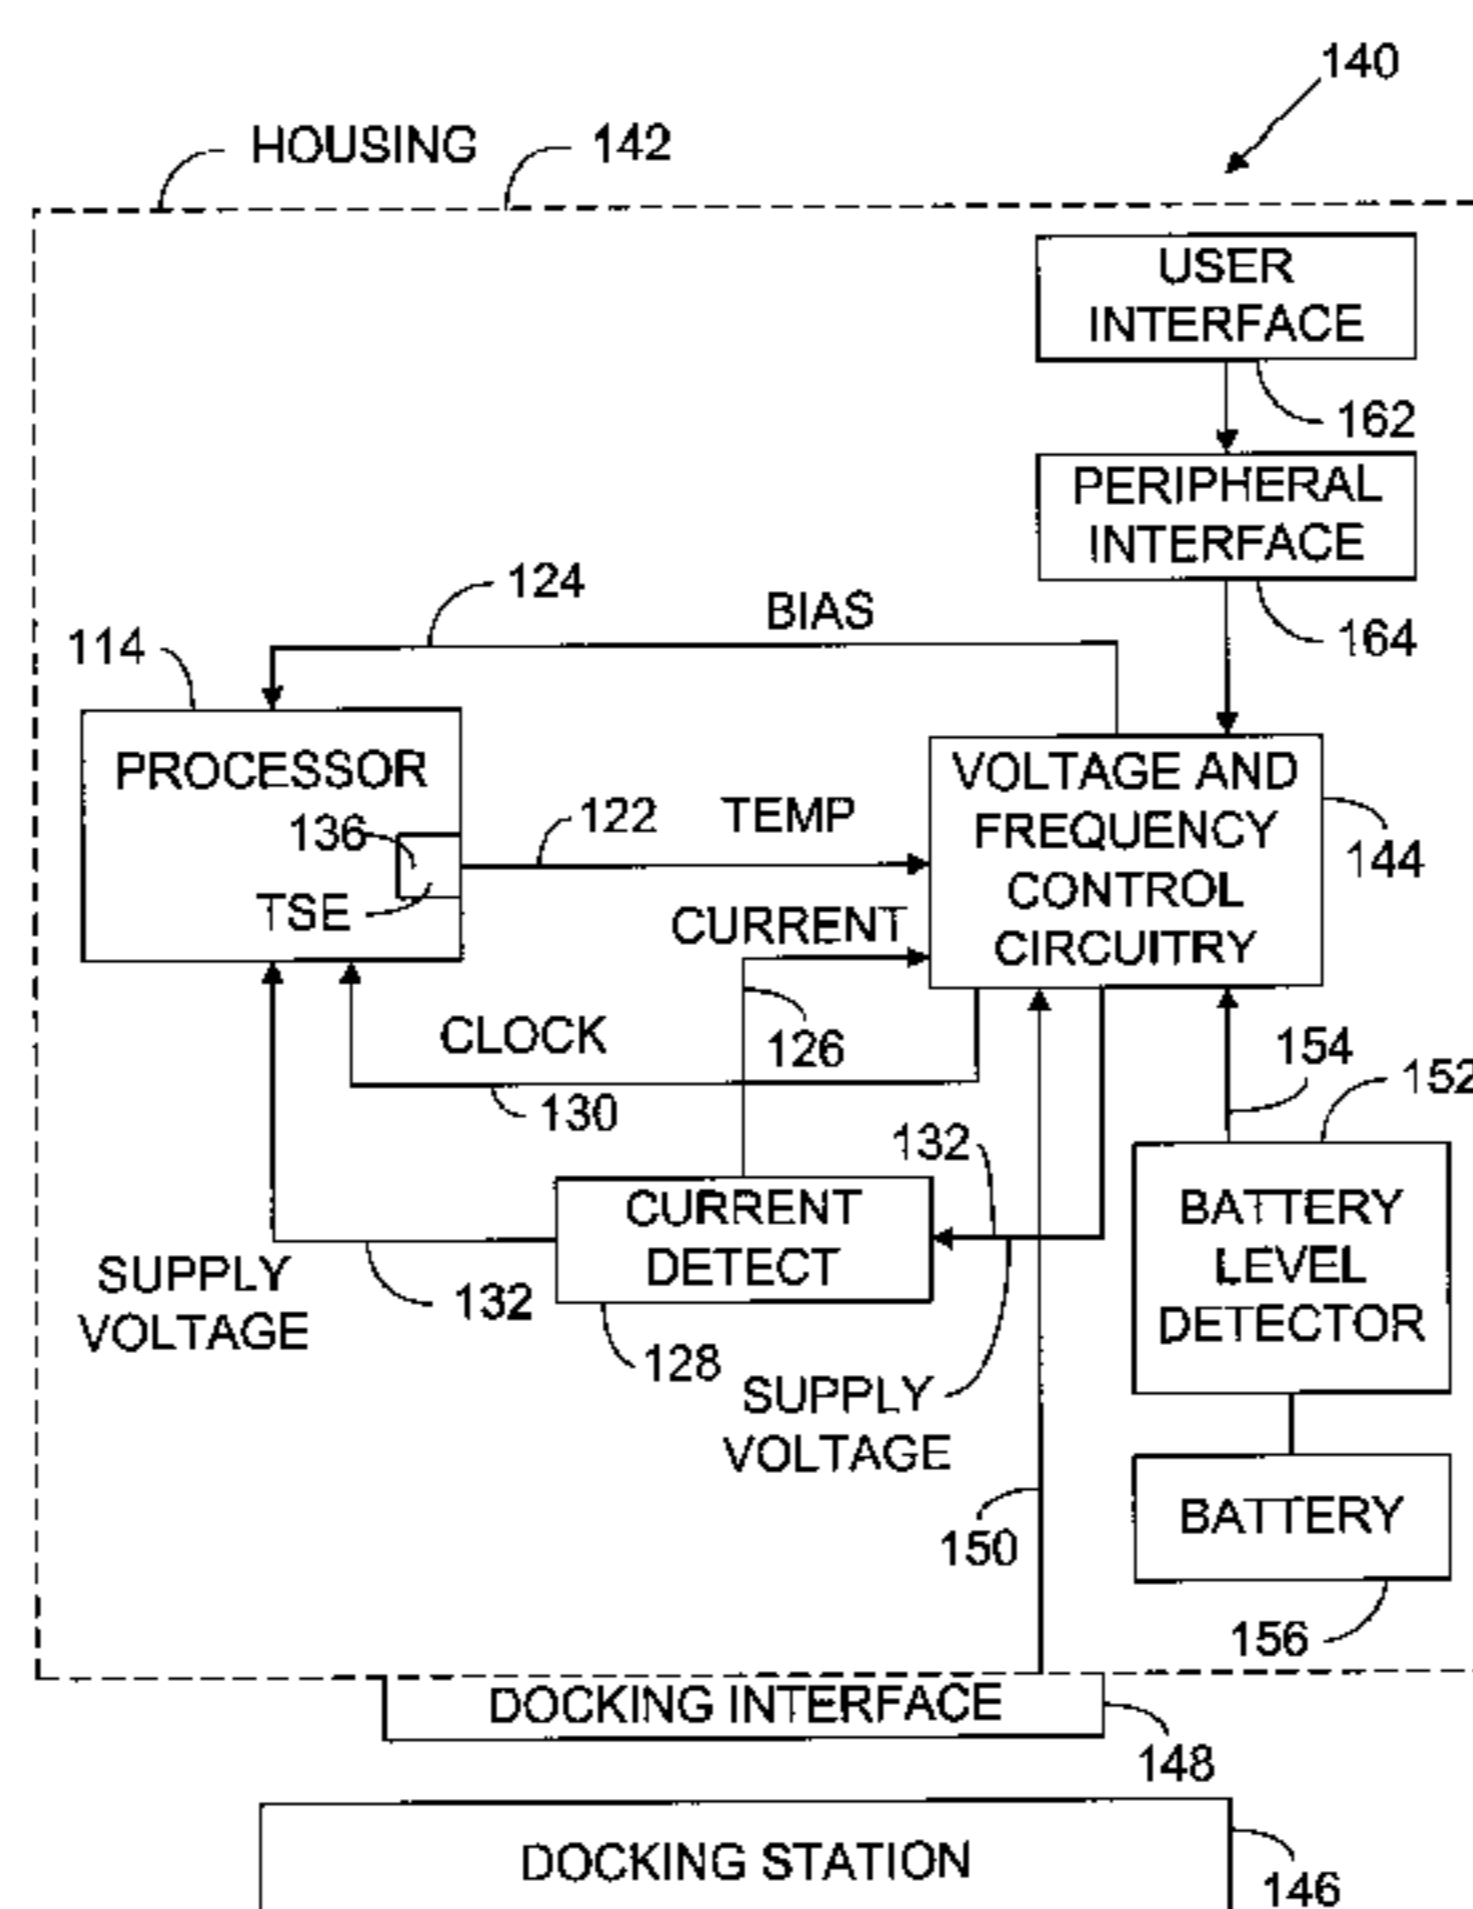 140
HOUSING
142
USER
INTERFACE
162
PERIPHERAL
INTERFACE
124
BIAS
164
114
PROCESSOR
VOLTAGE AND
FREQUENCY
CONTROL
CIRCUITRY
136
TSE
122
TEMP
144
CURRENT
CLOCK
126
154
152
130
132
CURRENT
DETECT
BATTERY
LEVEL
DETECTOR
SUPPLY
VOLTAGE
132
128
SUPPLY
VOLTAGE
BATTERY
150
156
DOCKING INTERFACE
148
DOCKING STATION
146